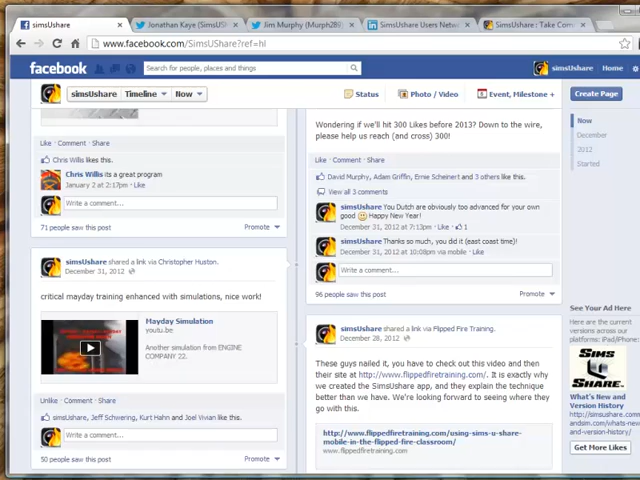 simsUshare
Jonathan Kaye (SimsUS
Jim Murphy (Murph289
SimsUshare Users Netw
SimsUshare : Take Com
www.facebook.com/SimsUShare?ref=hl
facebook
Search for people, places and things
simsUshare
Home
simsUshare
Timeline
Now
Status
Photo / Video
Event, Milestone +
Create Page
Now
December
2012
Started
Like · Comment · Share
Chris Willis likes this.
Chris Willis its a great program
January 2 at 2:17pm · Like
Write a comment...
71 people saw this post
Promote
simsUshare shared a link via Christopher Huston.
December 31, 2012
critical mayday training enhanced with simulations, nice work!
Mayday Simulation
youtu.be
Another simulation from ENGINE
COMPANY 22.
Unlike · Comment · Share
simsUshare, Jeff Schwering, Kurt Hahn and Joel Vivian like this.
Write a comment...
50 people saw this post
Promote
Wondering if we'll hit 300 Likes before 2013? Down to the wire,
please help us reach (and cross) 300!
Like · Comment · Share
David Murphy, Adam Griffin, Ernie Scheinert and 3 others like this.
View all 3 comments
simsUshare You Dutch are obviously too advanced for your own
good Happy New Year!
December 31, 2012 at 7:13pm · Like · 1
simsUshare Thanks so much, you did it (east coast time)!
December 31, 2012 at 10:08pm via mobile · Like
Write a comment...
96 people saw this post
Promote
simsUshare shared a link via Flipped Fire Training.
December 28, 2012
These guys nailed it, you have to check out this video and then
their site at http://www.flippedfiretraining.com/. It is exactly why
we created the SimsUshare app, and they explain the technique
better than we have. We're looking forward to seeing where they
go with this.
http://www.flippedfiretraining.com/using-sims-u-share-
mobile-in-the-flipped-fire-classroom/
www.flippedfiretraining.com
See Your Ad Here
Here are the current
versions across our
platforms: iPad/iPhone:
SIMS
U SHARE
What's New and
Version History
http://simsushare.com/
andsim.com/whats-new
and-version-history/
Get More Likes